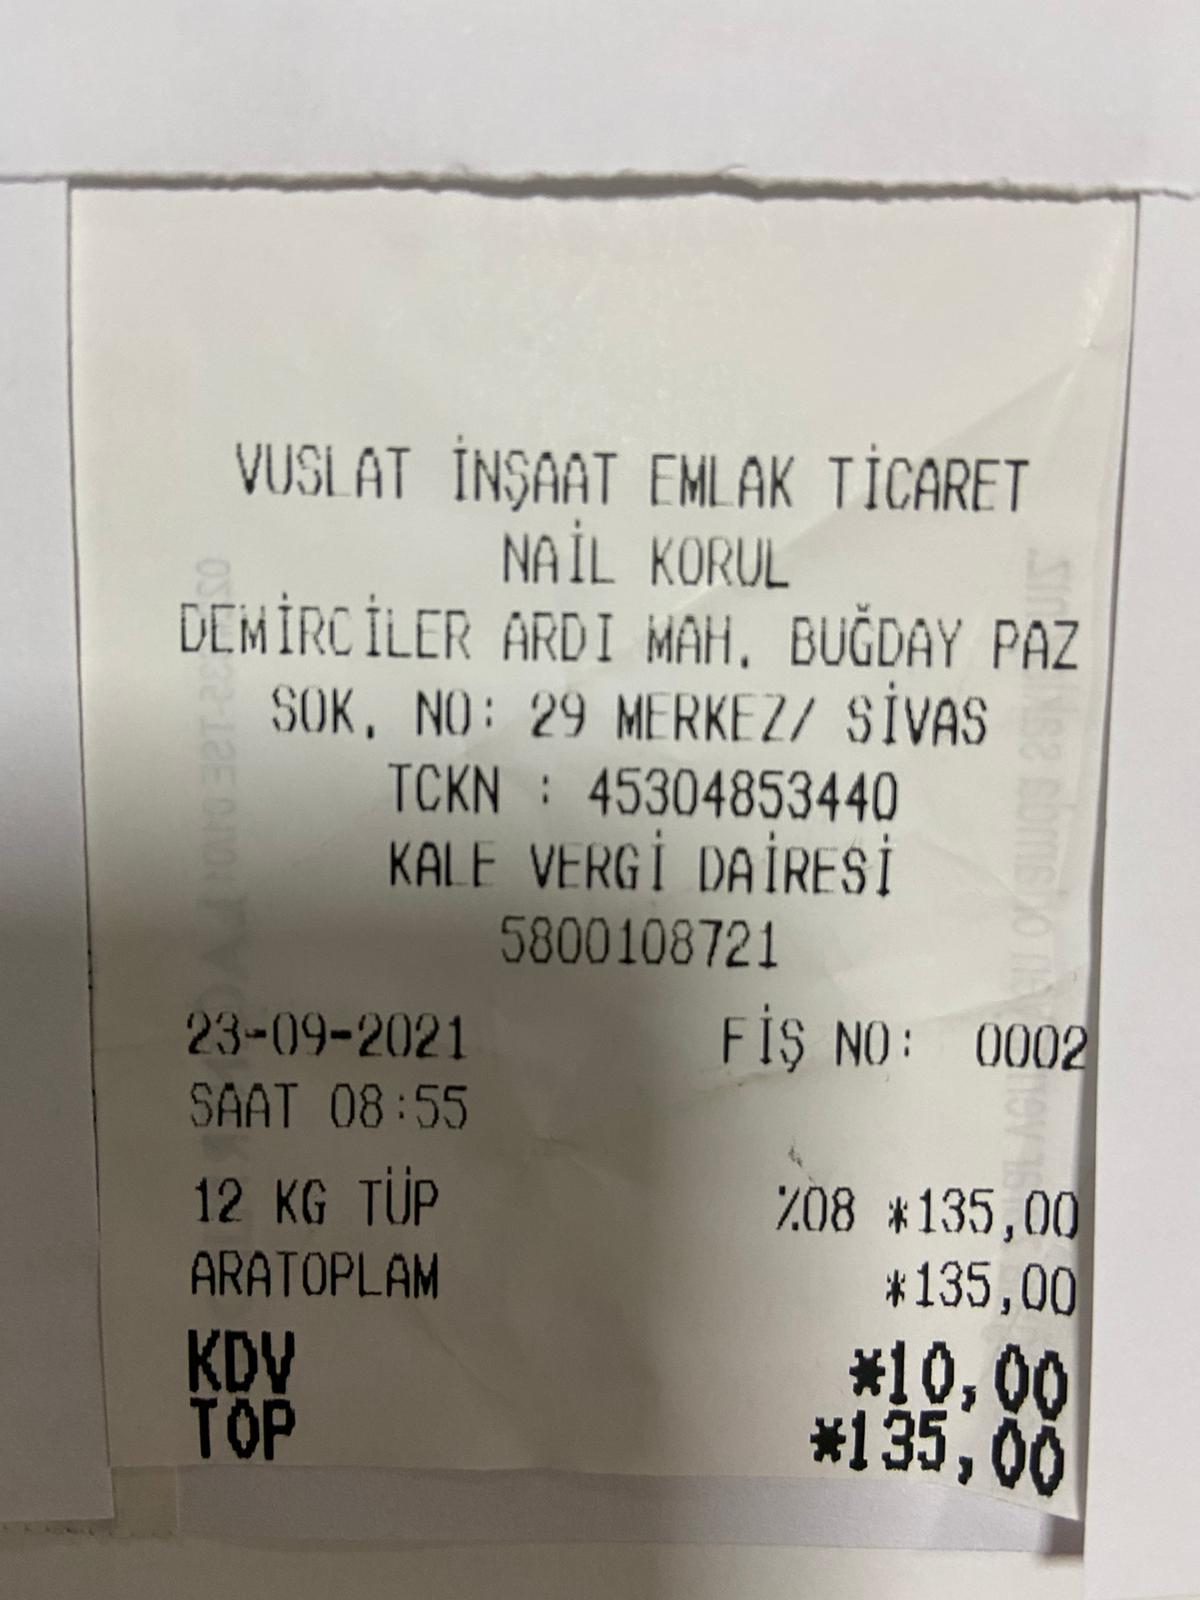 VUSLAT İNŞAAT EMLAK TİCARET
NAİL KORUL
DEMİRCİLER ARDI MAH. BUĞDAY PAZ
SOK. NO: 29 MERKEZ/ SİVAS
TCKN : 45304853440
KALE VERGİ DAİRESİ
5800108721
23-09-2021 FİŞ NO: 0002
SAAT 08:55
12 KG TÜP %08 *135,00
ARATOPLAM *135,00
KDV *10,00
TOP *135,00